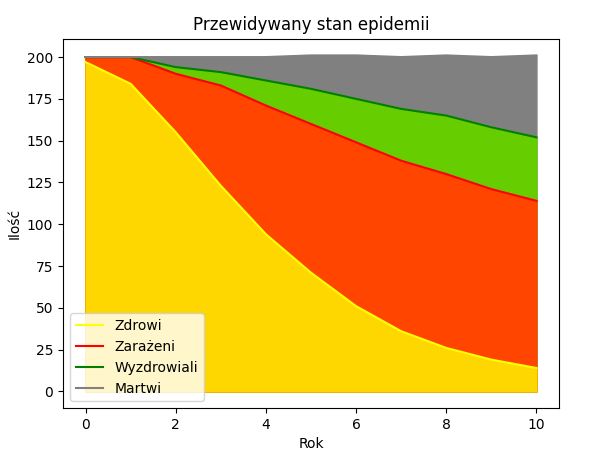 Przewidywany stan epidemii
200
175
150
125
100
75
50
25
0
Ilość
Zdrowi
Zarażeni
Wyzdrowiali
Martwi
0 2 4 6 8 10
Rok